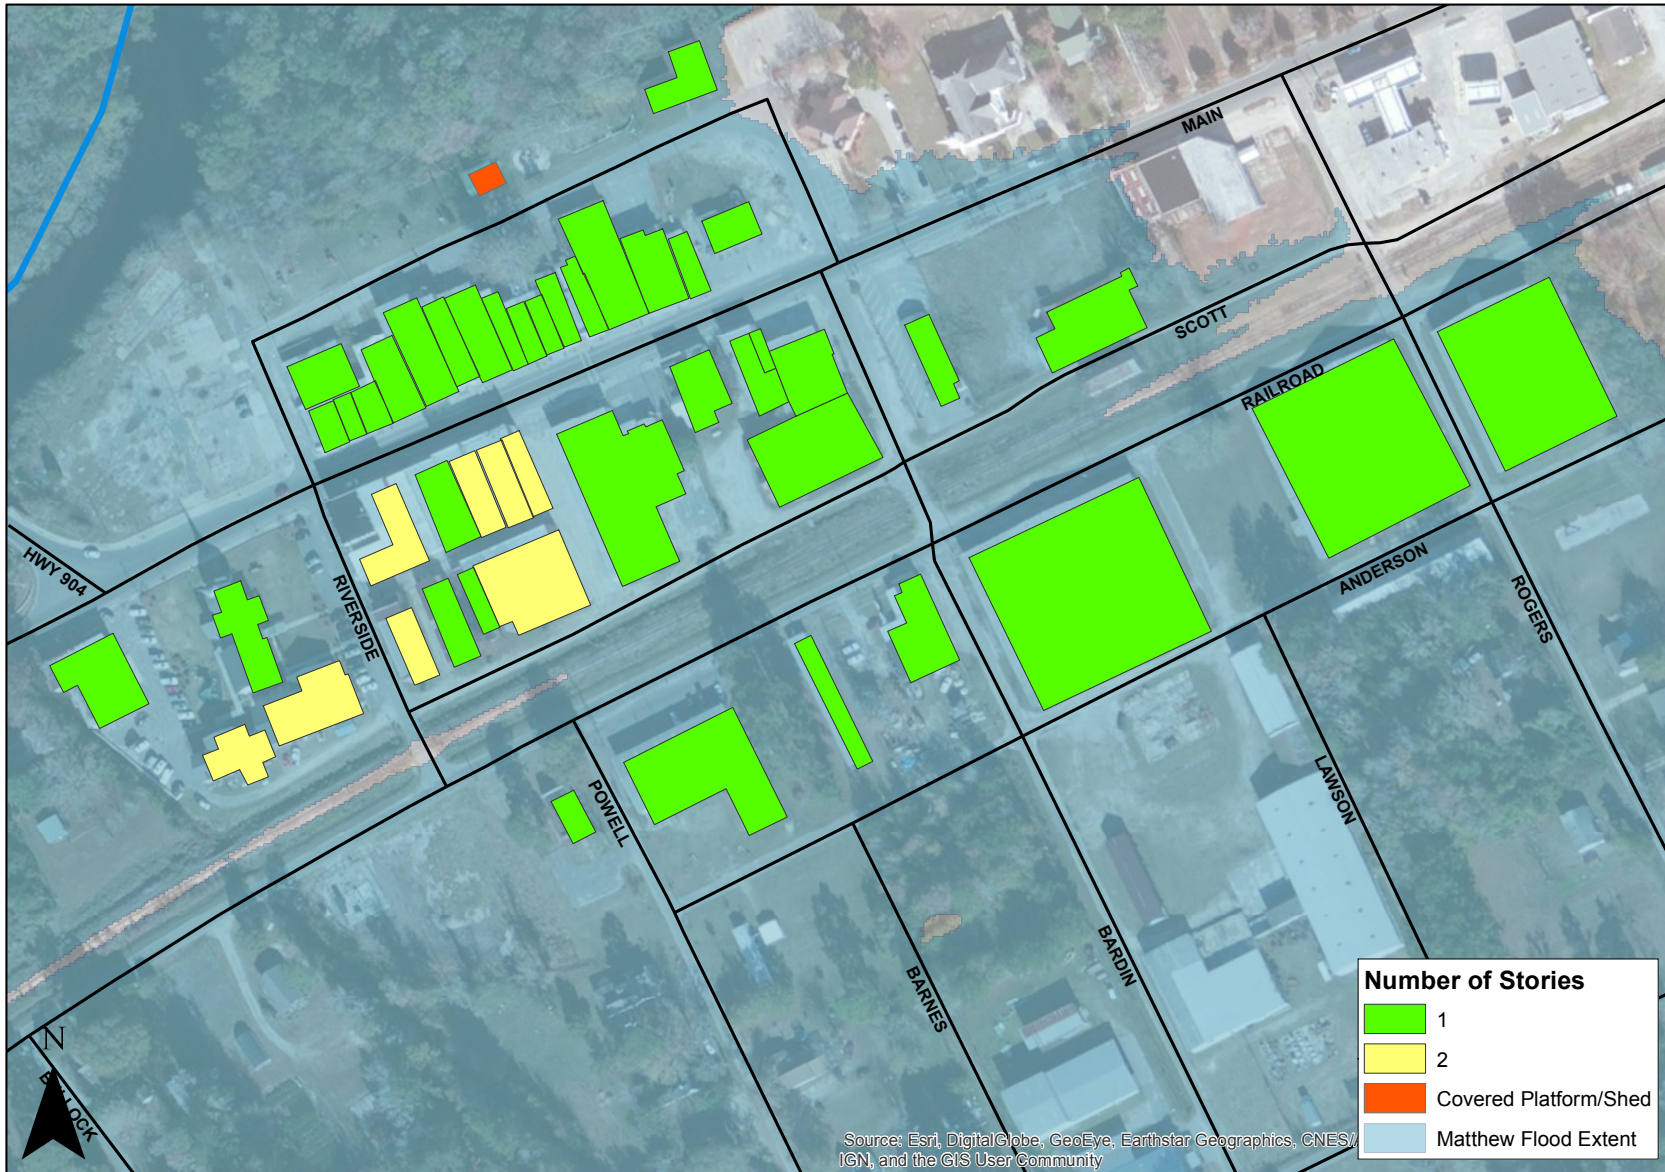 MAIN
SCOTT
RAILROAD
HWY 904
RIVERSIDE
ANDERSON
ROGERS
POWELL
LAWSON
BARDIN
BARNES
Number of Stories
1
2
Covered Platform/Shed
Matthew Flood Extent
N
Source: Esri, DigitalGlobe, GeoEye, Earthstar Geographics, CNES/
IGN, and the GIS User Community